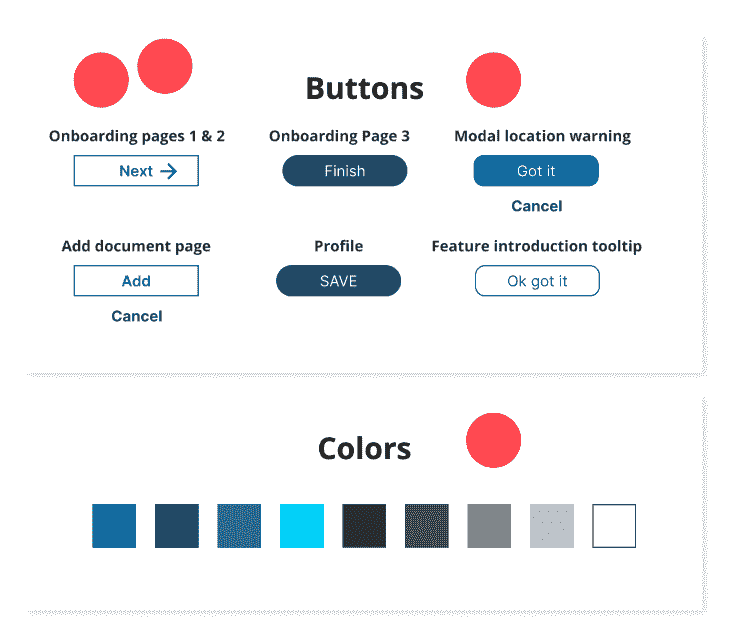 Buttons
Onboarding pages 1 & 2
Onboarding Page 3
Modal location warning
Next →
Finish
Got it
Cancel
Add document page
Profile
Feature introduction tooltip
Add
SAVE
Ok got it
Cancel
Colors